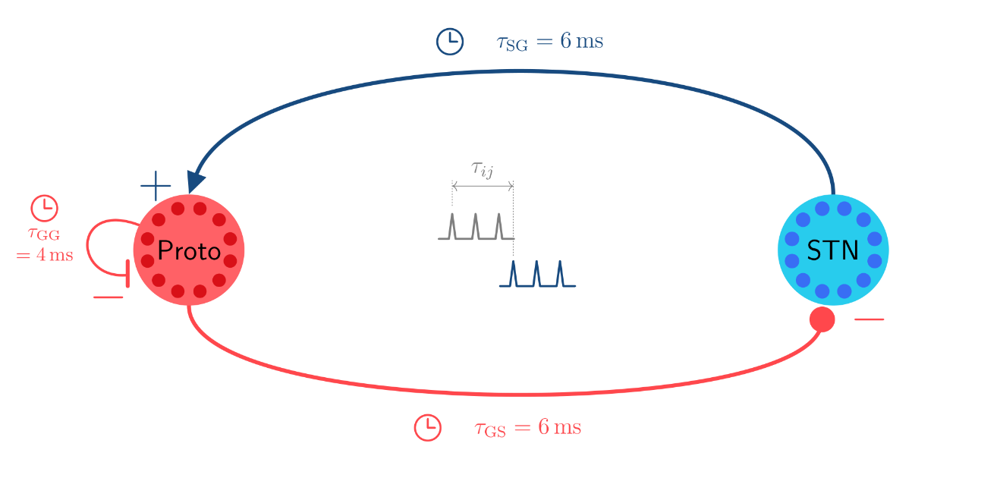 τSG = 6 ms
τij
+
τGG
= 4 ms
Proto
STN
—
—
τGS = 6 ms